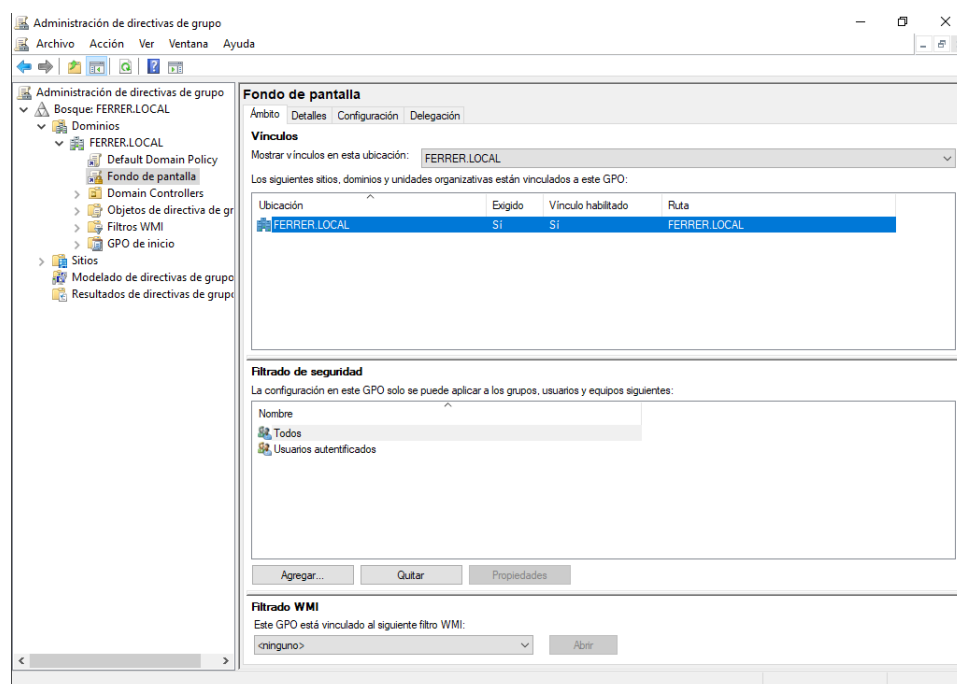 Administración de directivas de grupo
Archivo Acción Ver Ventana Ayuda
Administración de directivas de grupo
Bosque: FERRER.LOCAL
Dominios
FERRER.LOCAL
Default Domain Policy
Fondo de pantalla
Domain Controllers
Objetos de directiva de gr
Filtros WMI
GPO de inicio
Sitios
Modelado de directivas de grupo
Resultados de directivas de grupo
Fondo de pantalla
Ámbito Detalles Configuración Delegación
Vínculos
Mostrar vínculos en esta ubicación: FERRER.LOCAL
Los siguientes sitios, dominios y unidades organizativas están vinculados a este GPO:
Ubicación Exigido Vínculo habilitado Ruta
FERRER.LOCAL Sí Sí FERRER.LOCAL
Filtrado de seguridad
La configuración en este GPO solo se puede aplicar a los grupos, usuarios y equipos siguientes:
Nombre
Todos
Usuarios autentificados
Agregar... Quitar Propiedades
Filtrado WMI
Este GPO está vinculado al siguiente filtro WMI:
<ninguno> Abrir